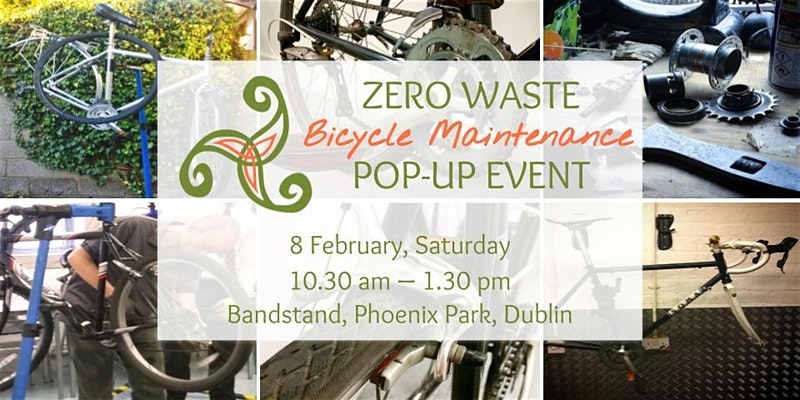 ZERO WASTE
Bicycle Maintenance
POP-UP EVENT
8 February, Saturday
10.30 am — 1.30 pm
Bandstand, Phoenix Park, Dublin